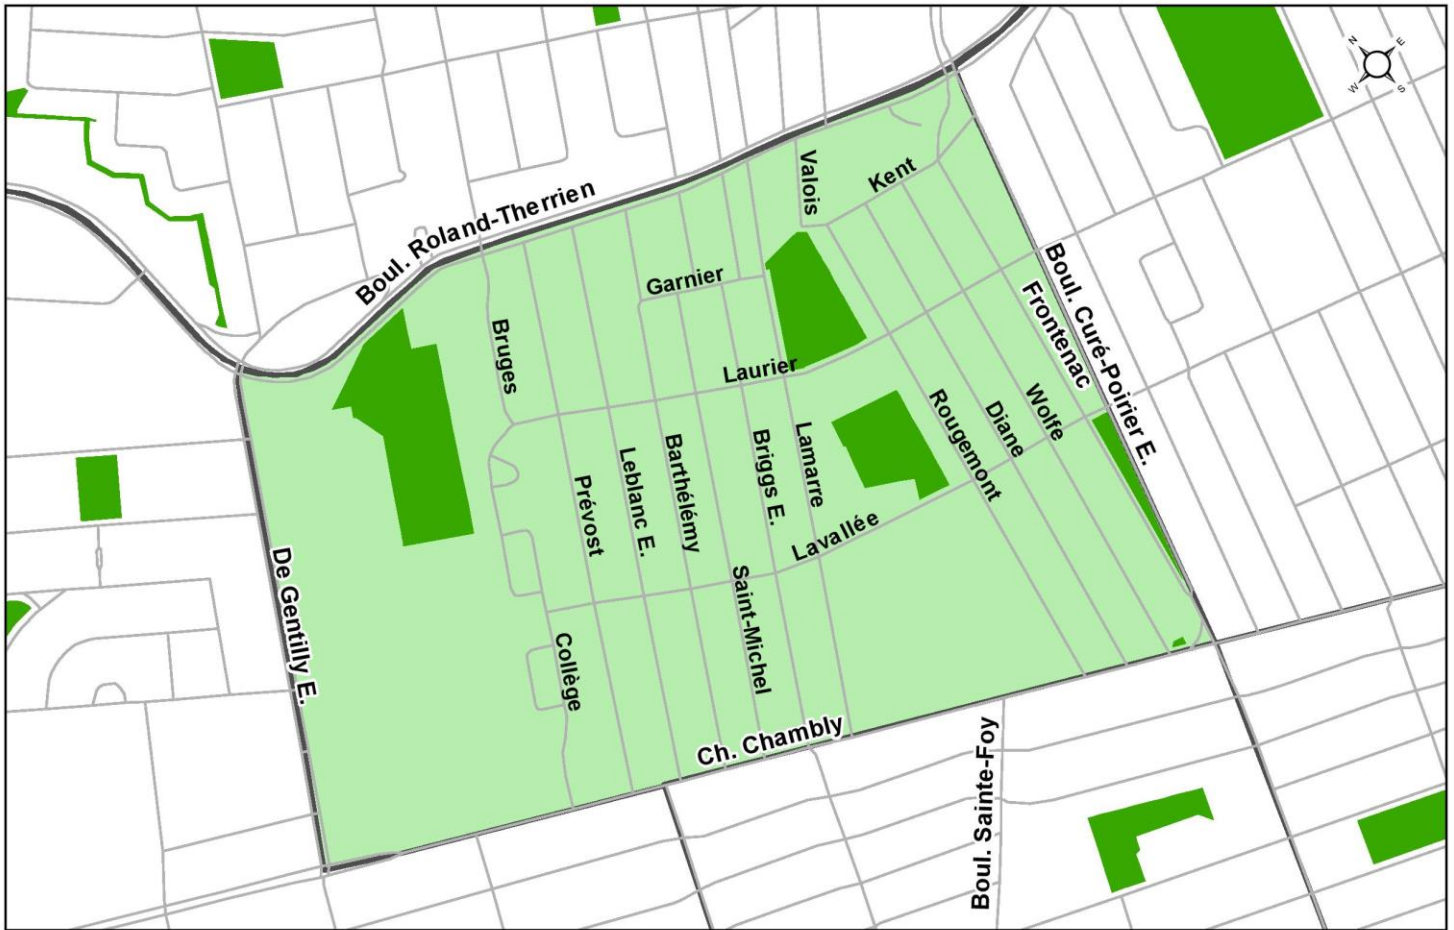 N
E
W
S
Boul. Roland-Therrien
Valois
Kent
Garnier
Boul. Curé-Poirier E.
Frontenac
Bruges
Laurier
Rougemont
Diane
Wolfe
Prévost
Leblanc E.
Barthélémy
Briggs E.
Lamarre
Lavallée
De Gentilly E.
Saint-Michel
Collège
Ch. Chambly
Boul. Sainte-Foy